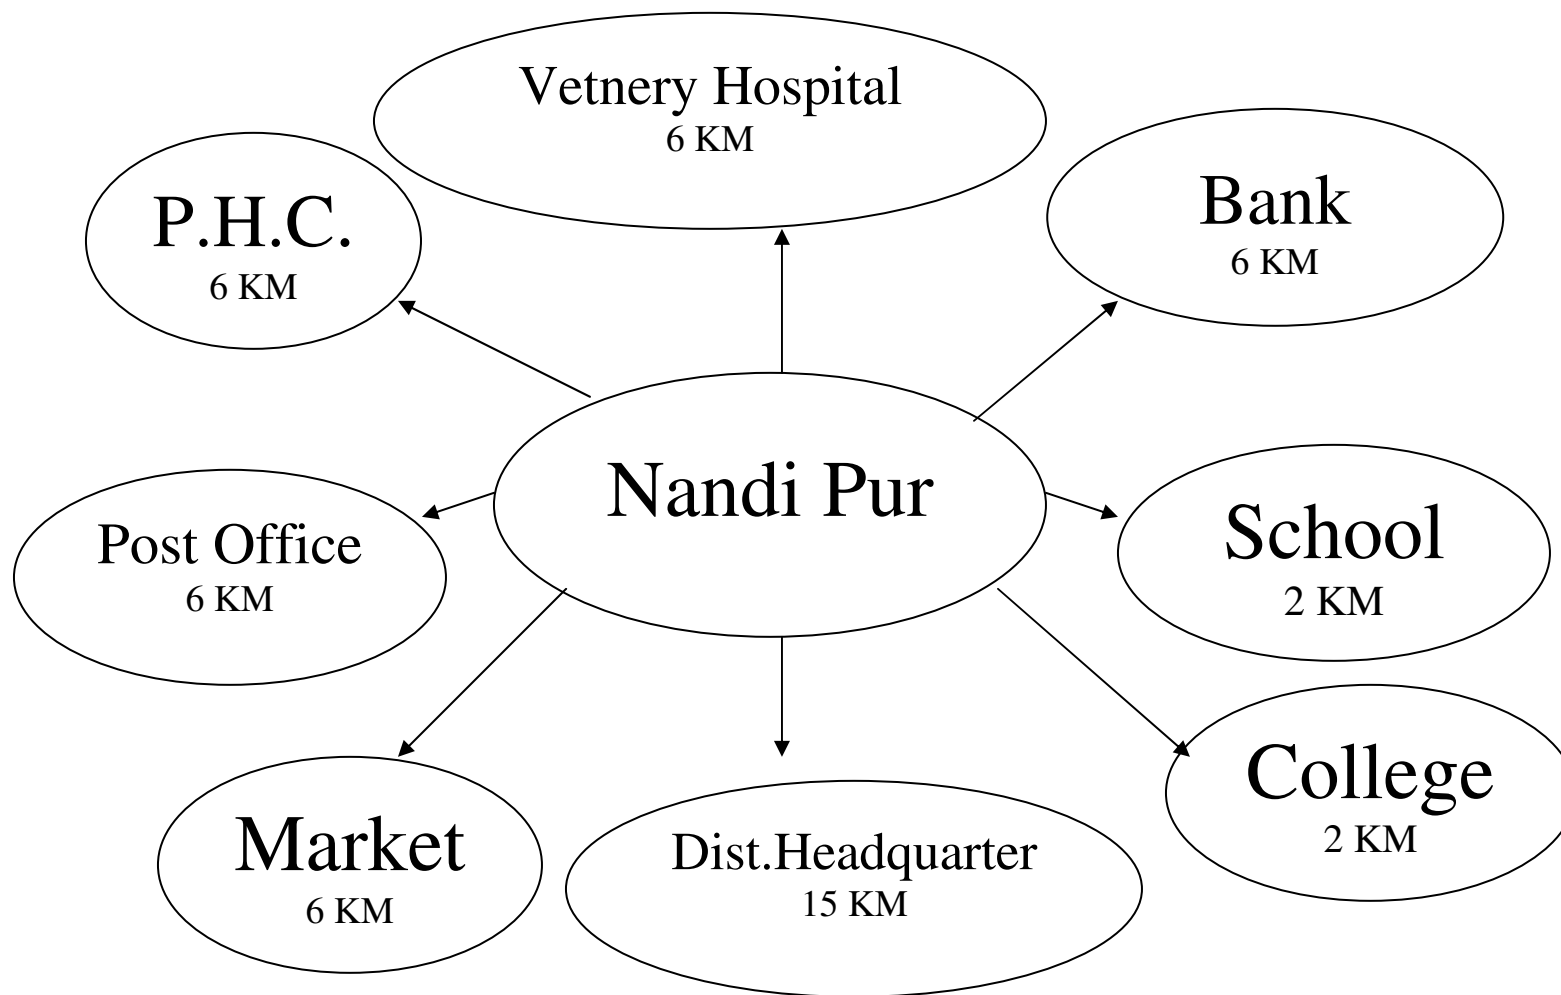 Vetnery Hospital
6 KM
P.H.C.
6 KM
Bank
6 KM
Nandi Pur
Post Office
6 KM
School
2 KM
College
2 KM
Market
6 KM
Dist.Headquarter
15 KM